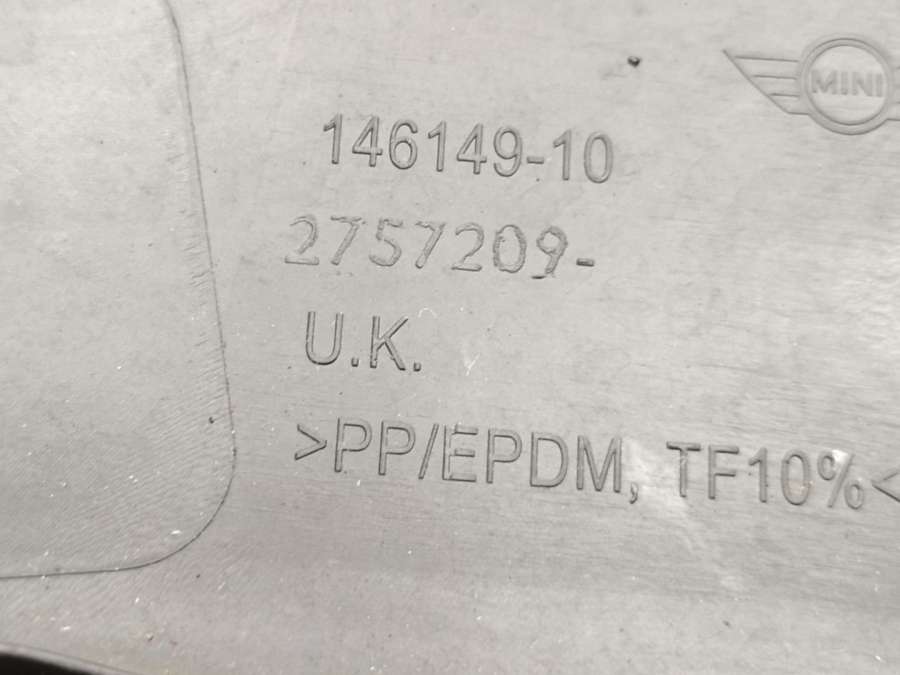 MINI
146149-10
2757209-
U.K.
>PP/EPDM, TF10%<